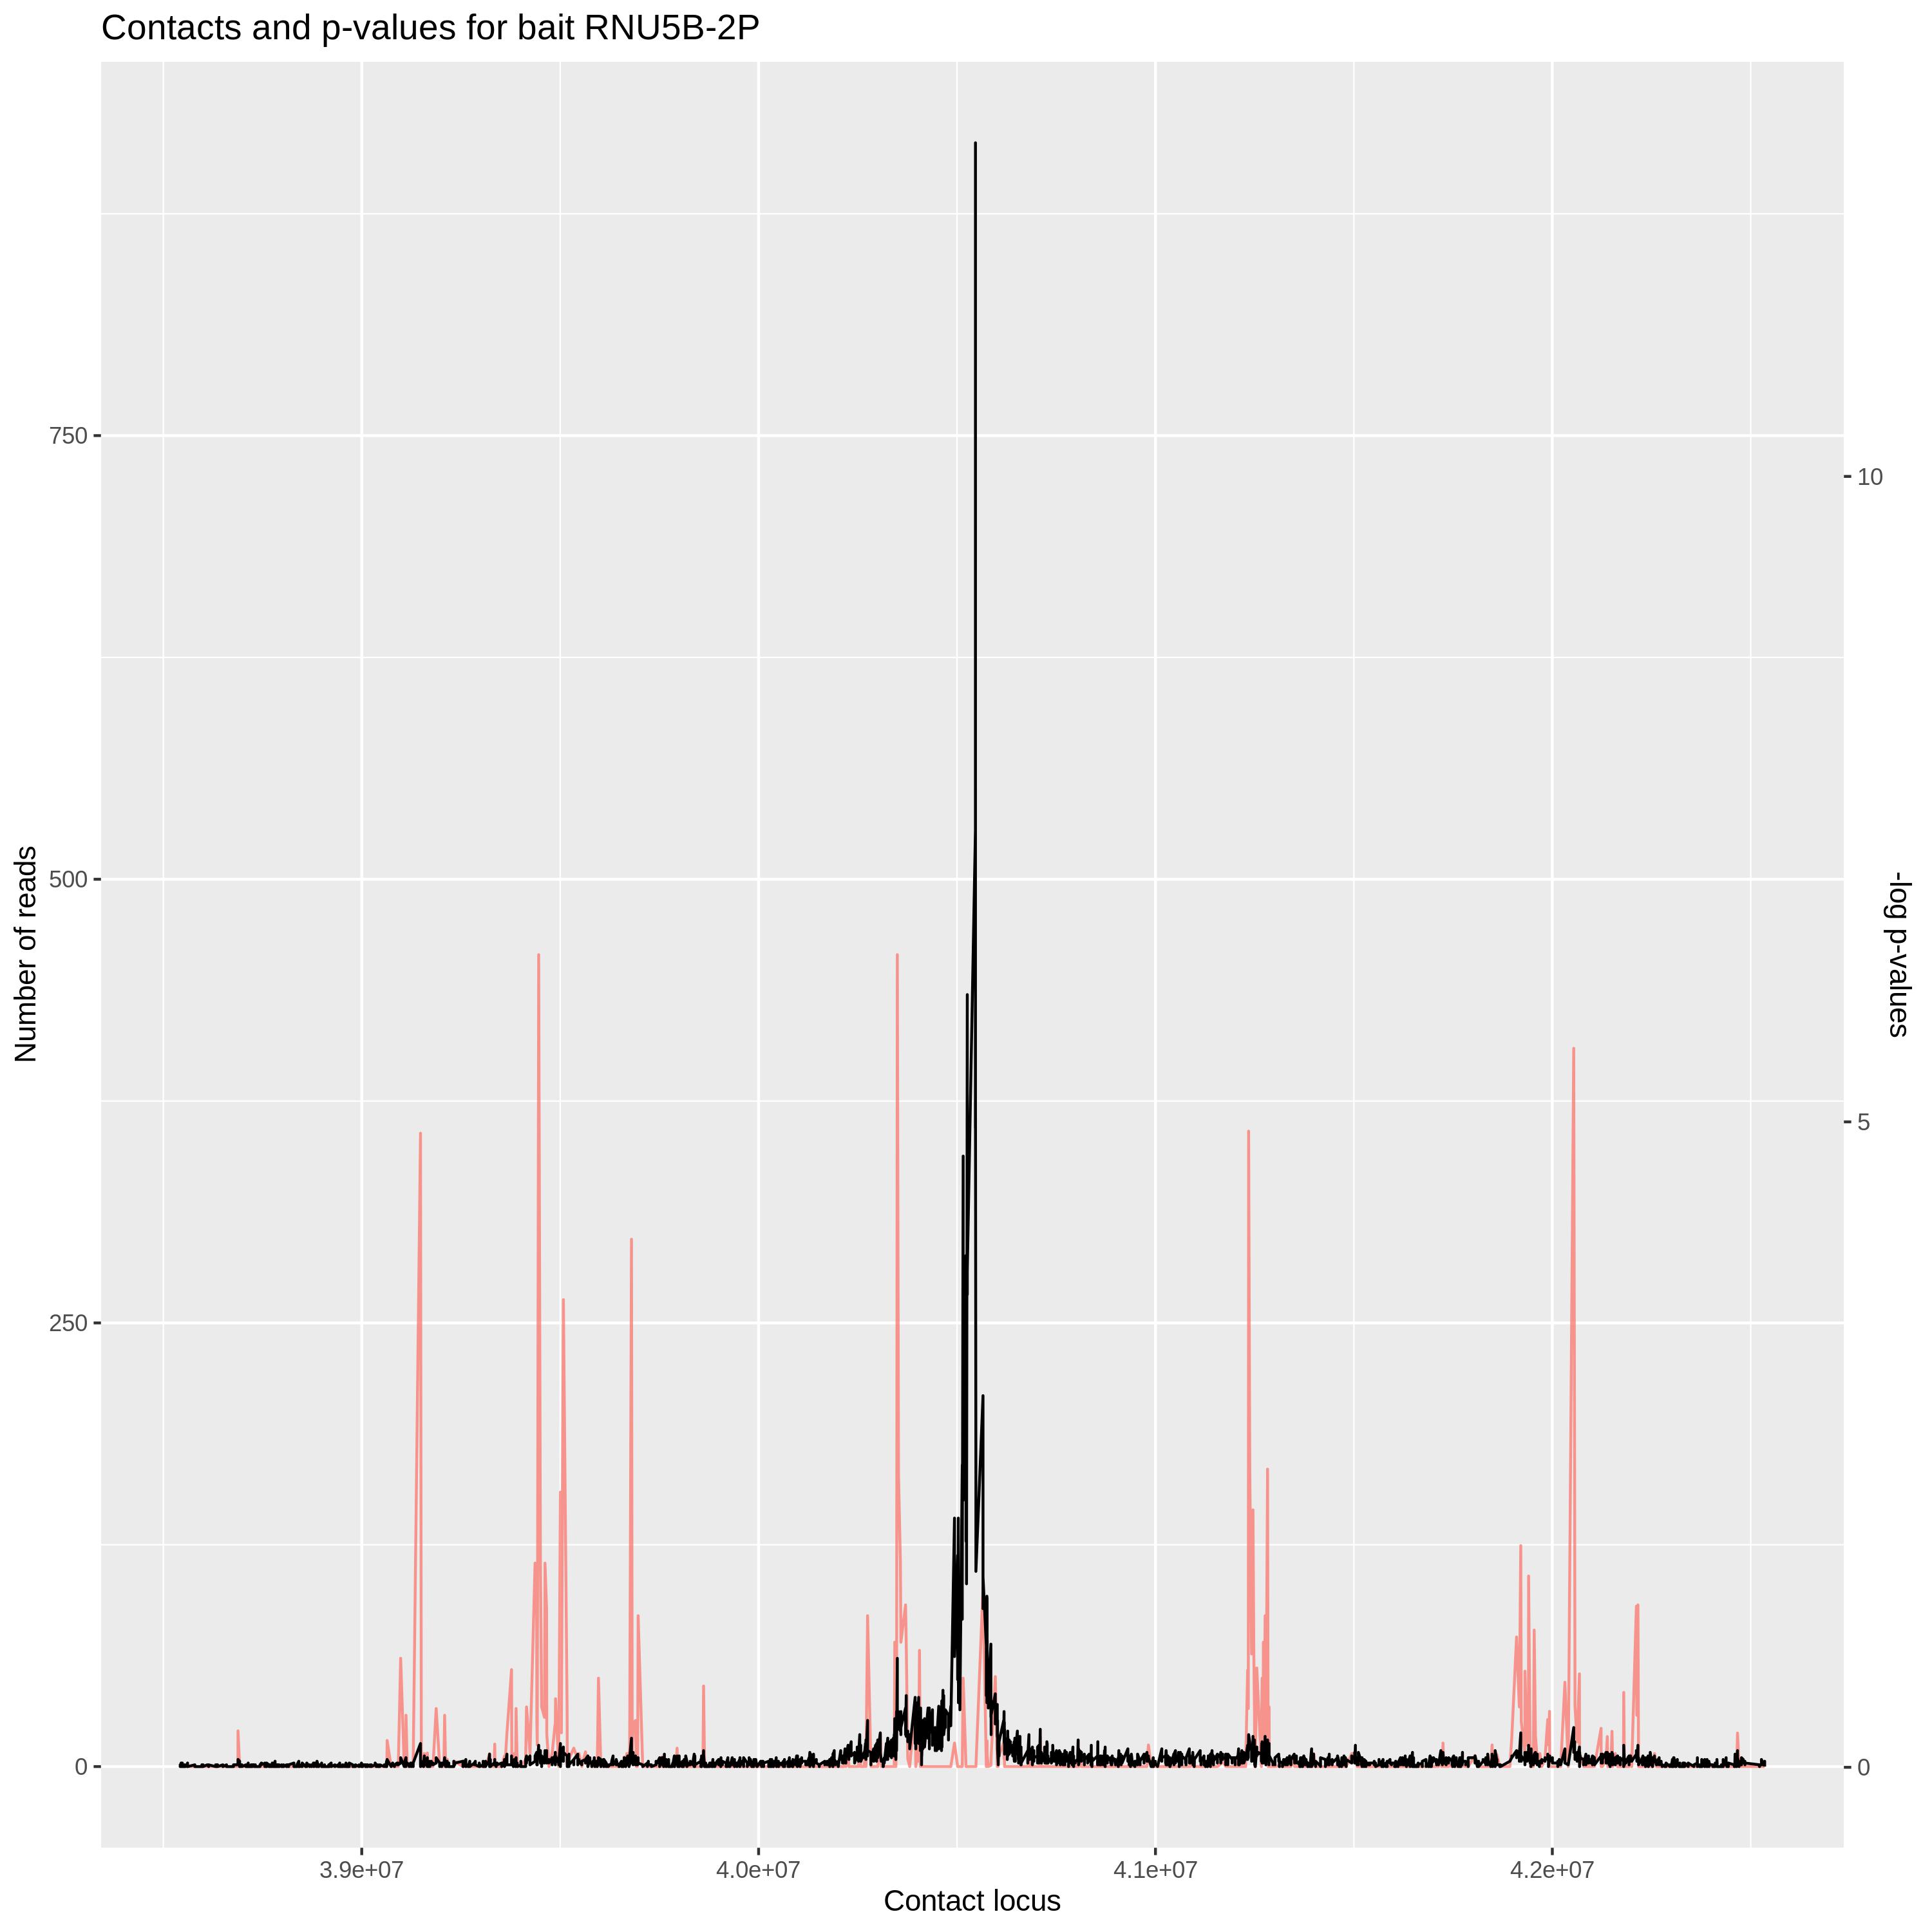 Contacts and p-values for bait RNU5B-2P
Number of reads
750
500
250
0
10
5
0
-log p-values
3.9e+07
4.0e+07
4.1e+07
4.2e+07
Contact locus